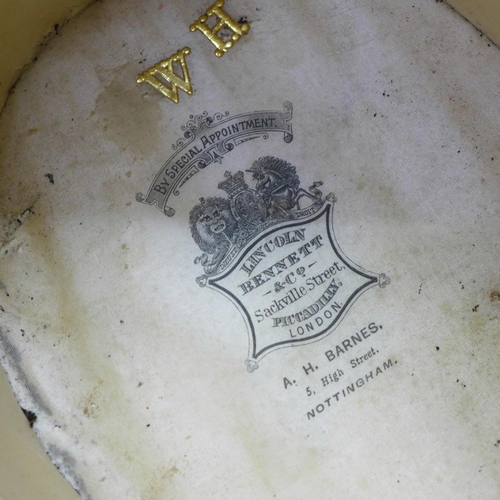 W H
BY SPECIAL APPOINTMENT.
LINCOLN
BENNETT
& Co
Sackville Street,
PICCADILLY,
LONDON.
A. H. BARNES,
5, High Street,
NOTTINGHAM.